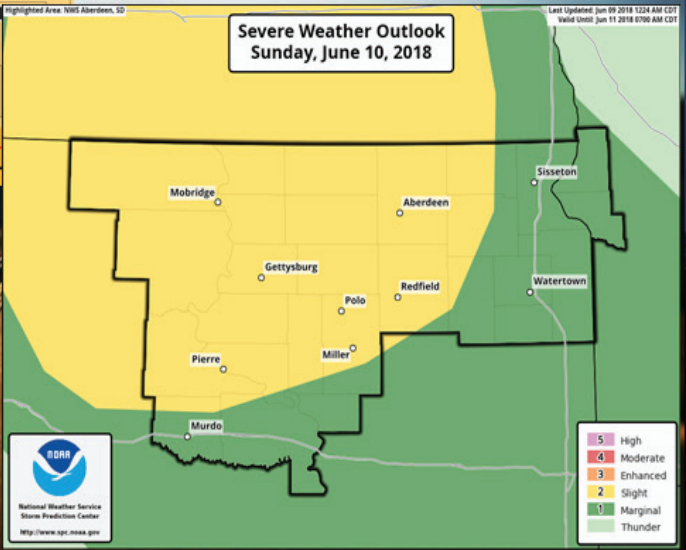 Highlighted Area: NWS Aberdeen, SD
Severe Weather Outlook
Sunday, June 10, 2018
Last Updated: Jun 09 2018 1224 AM CDT
Valid Until: Jun 11 2018 0700 AM CDT
Sisseton
Mobridge
Aberdeen
Gettysburg
Watertown
Redfield
Polo
Miller
Pierre
Murdo
NOAA
National Weather Service
Storm Prediction Center
http://www.spc.noaa.gov
5 High
4 Moderate
3 Enhanced
2 Slight
1 Marginal
Thunder